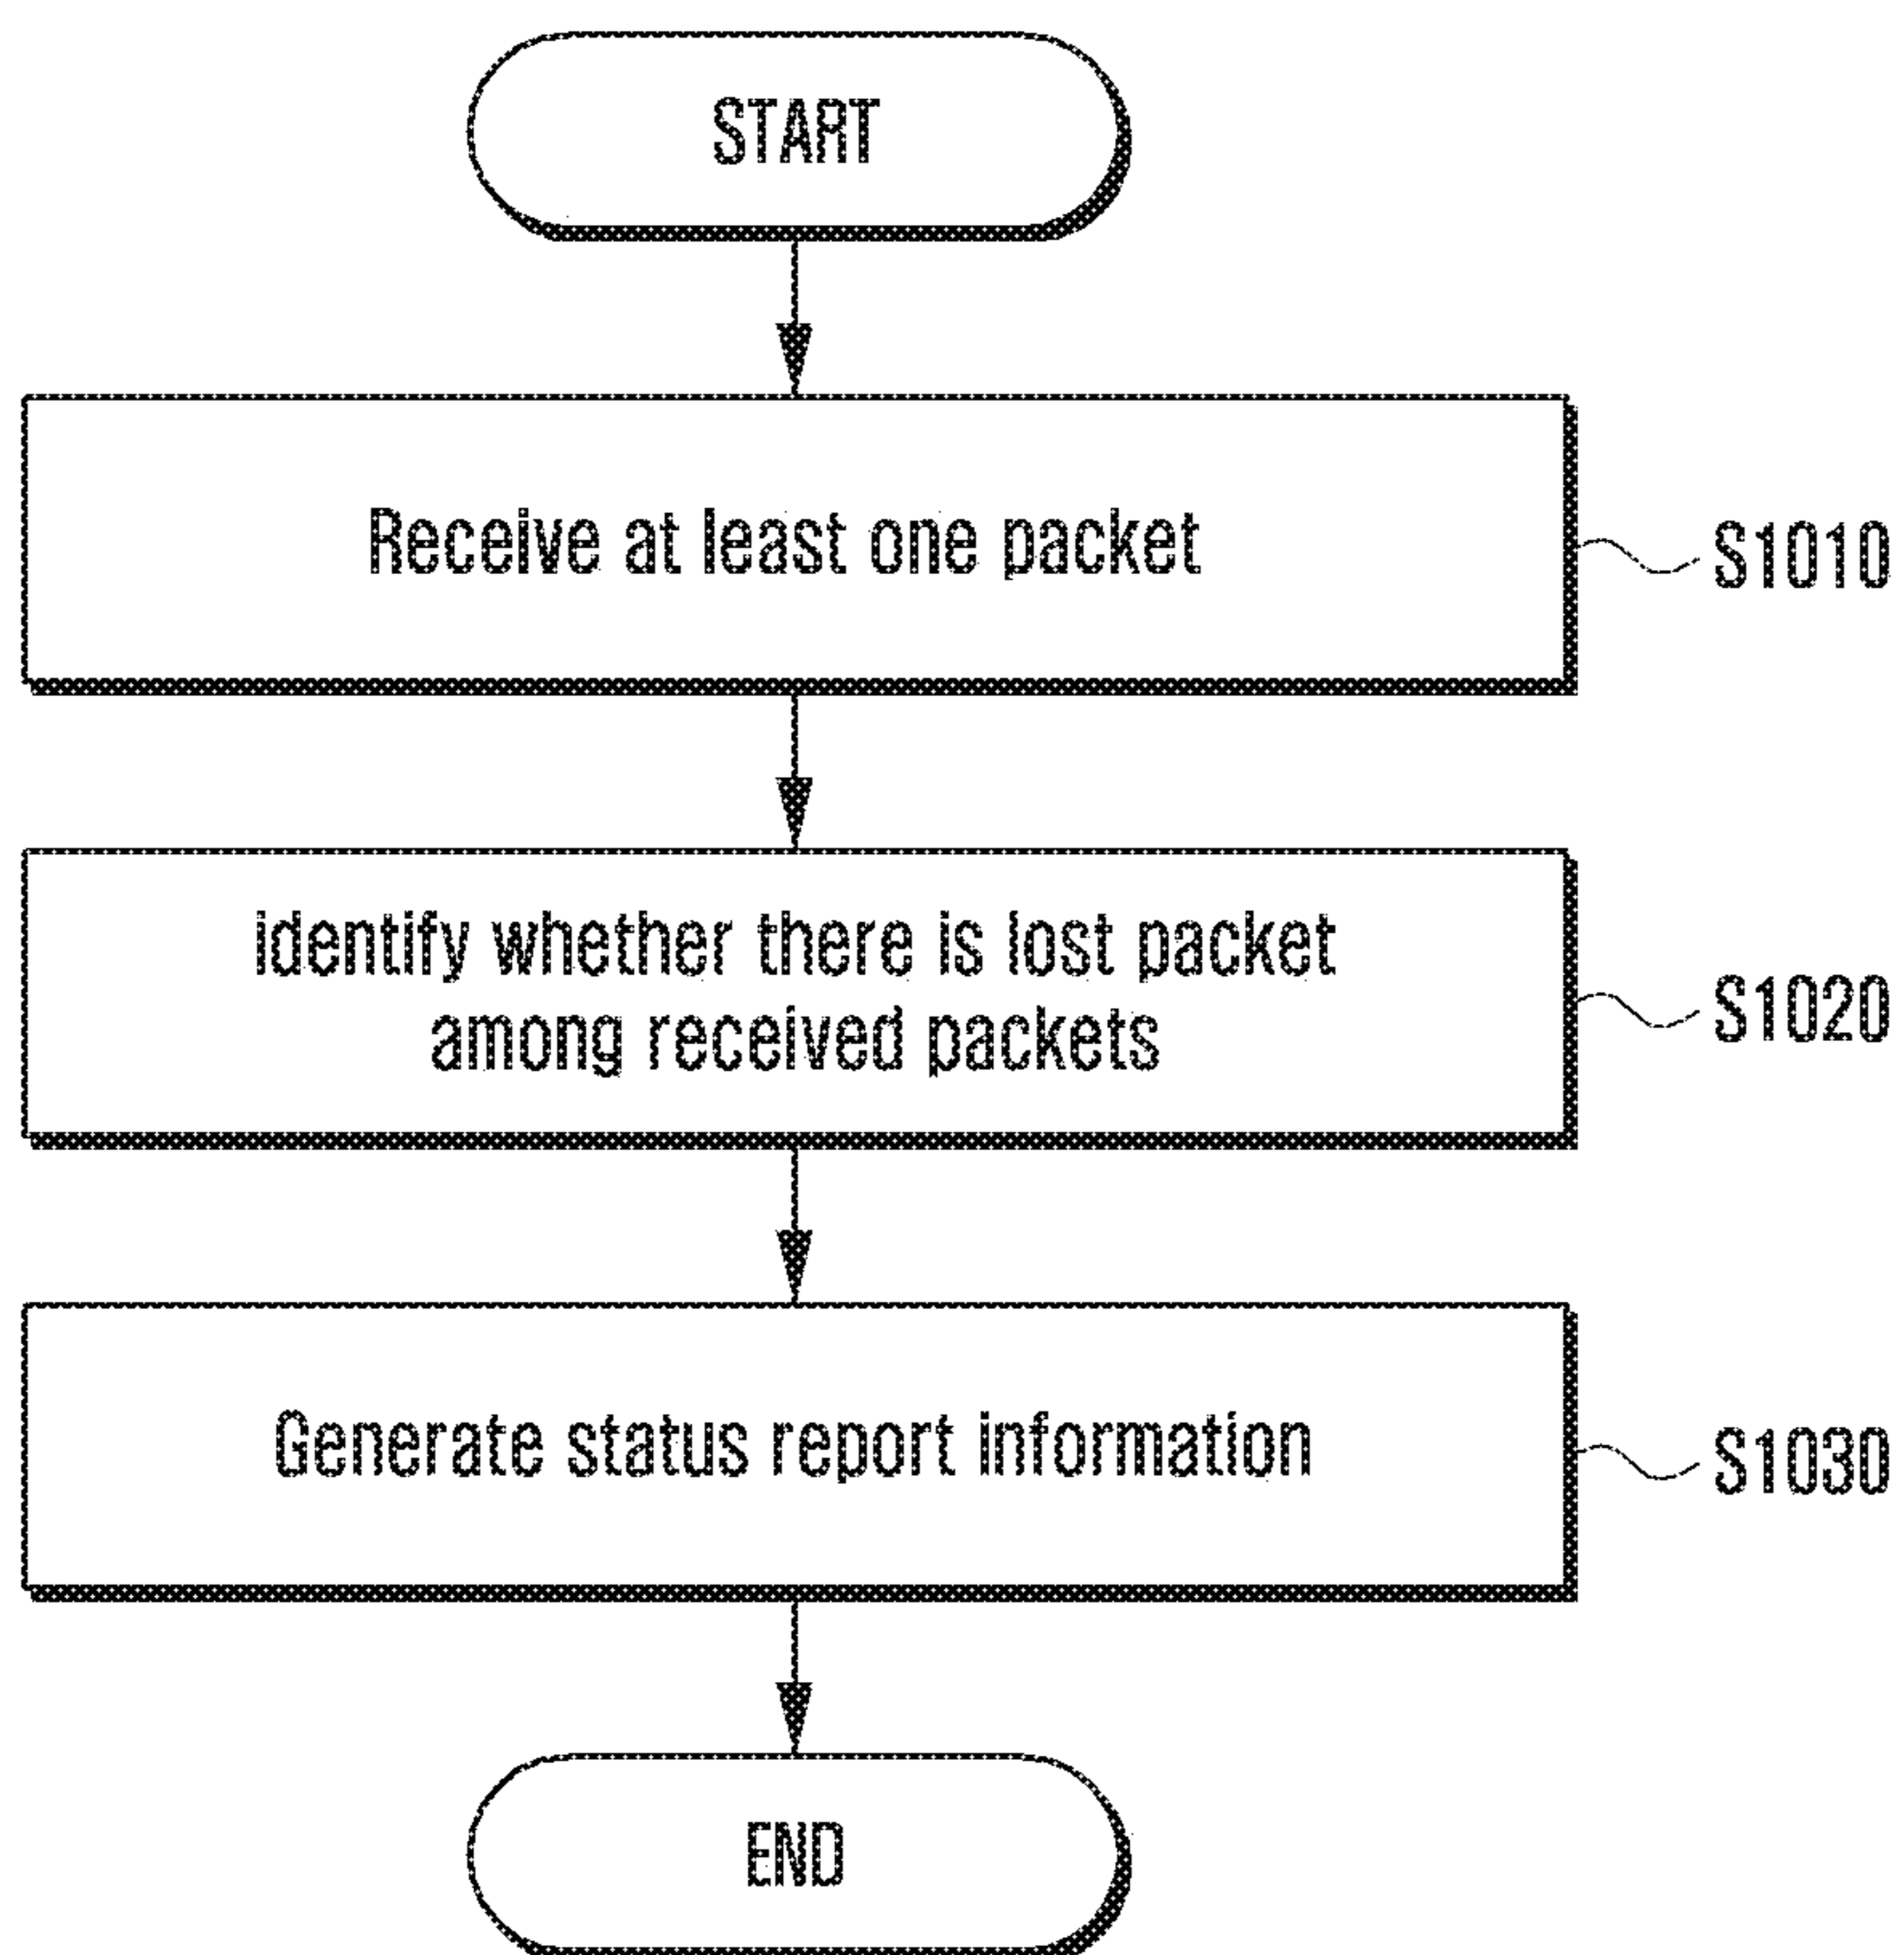 START
Receive at least one packet
S1010
identify whether there is lost packet
among received packets
S1020
Generate status report information
S1030
END